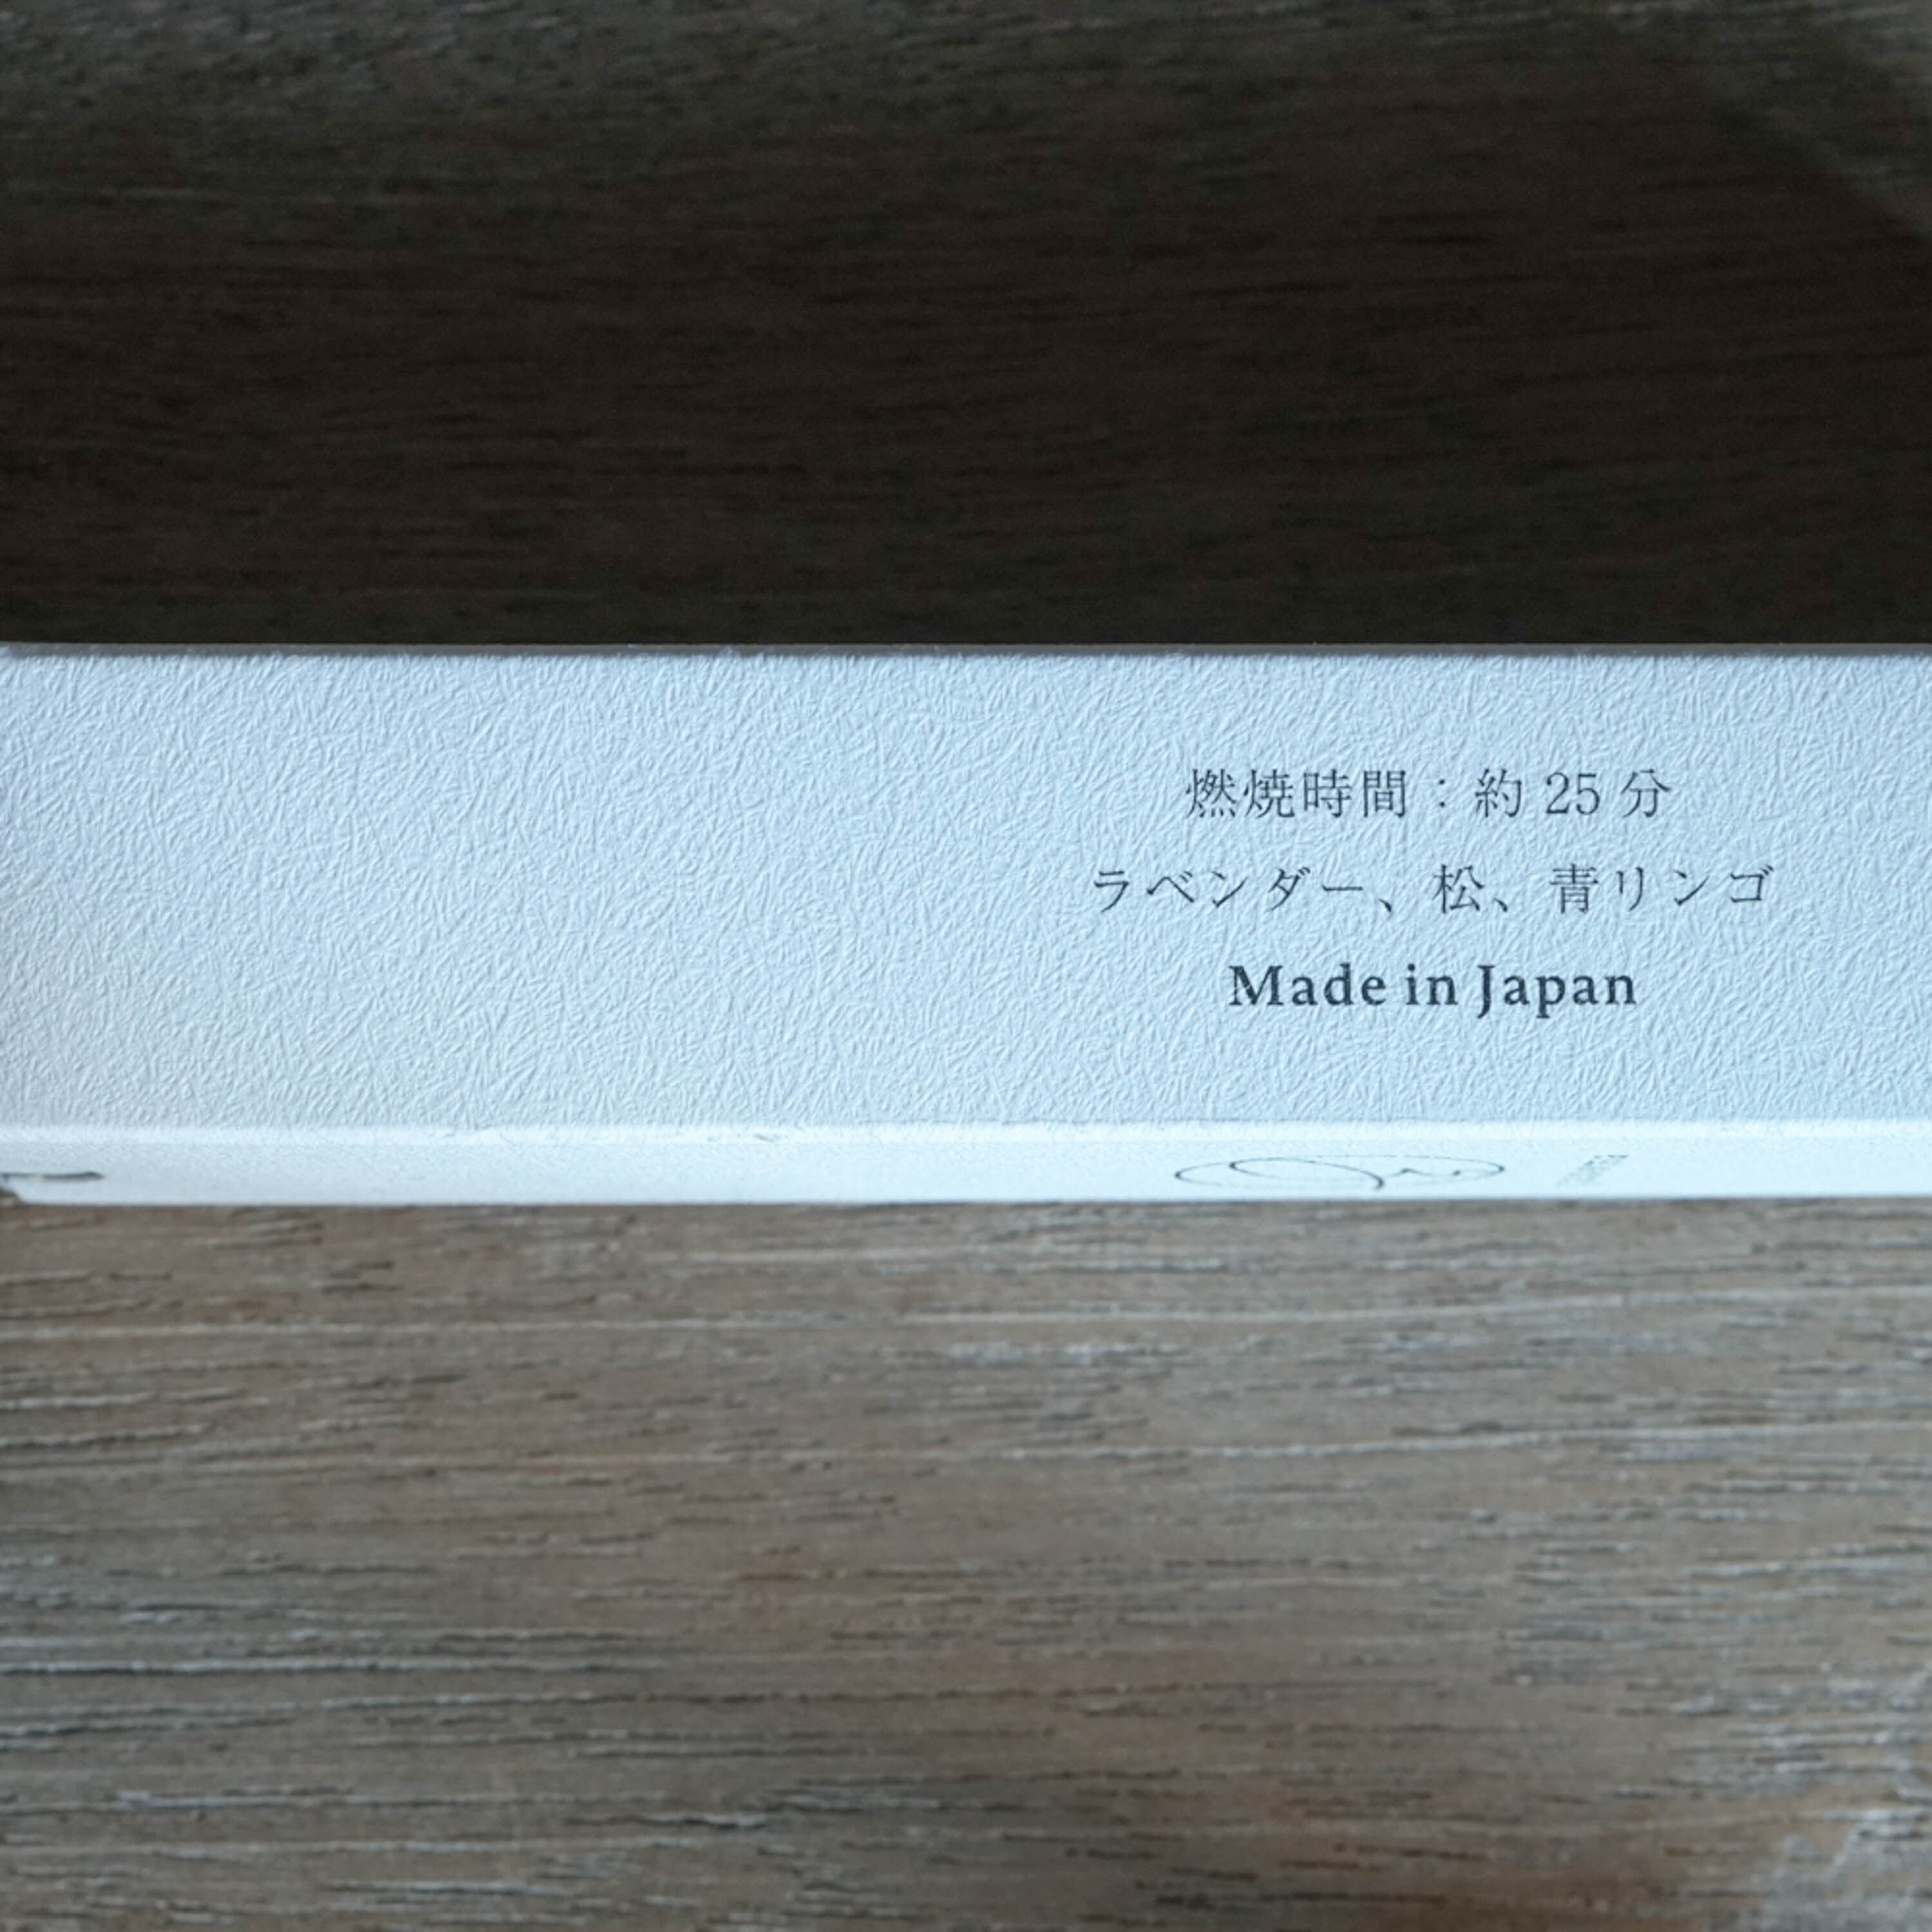 燃焼時間：約 25 分
ラベンダー、松、青リンゴ
Made in Japan